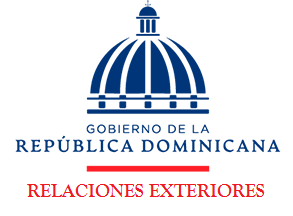 GOBIERNO DE LA
REPÚBLICA DOMINICANA
RELACIONES EXTERIORES